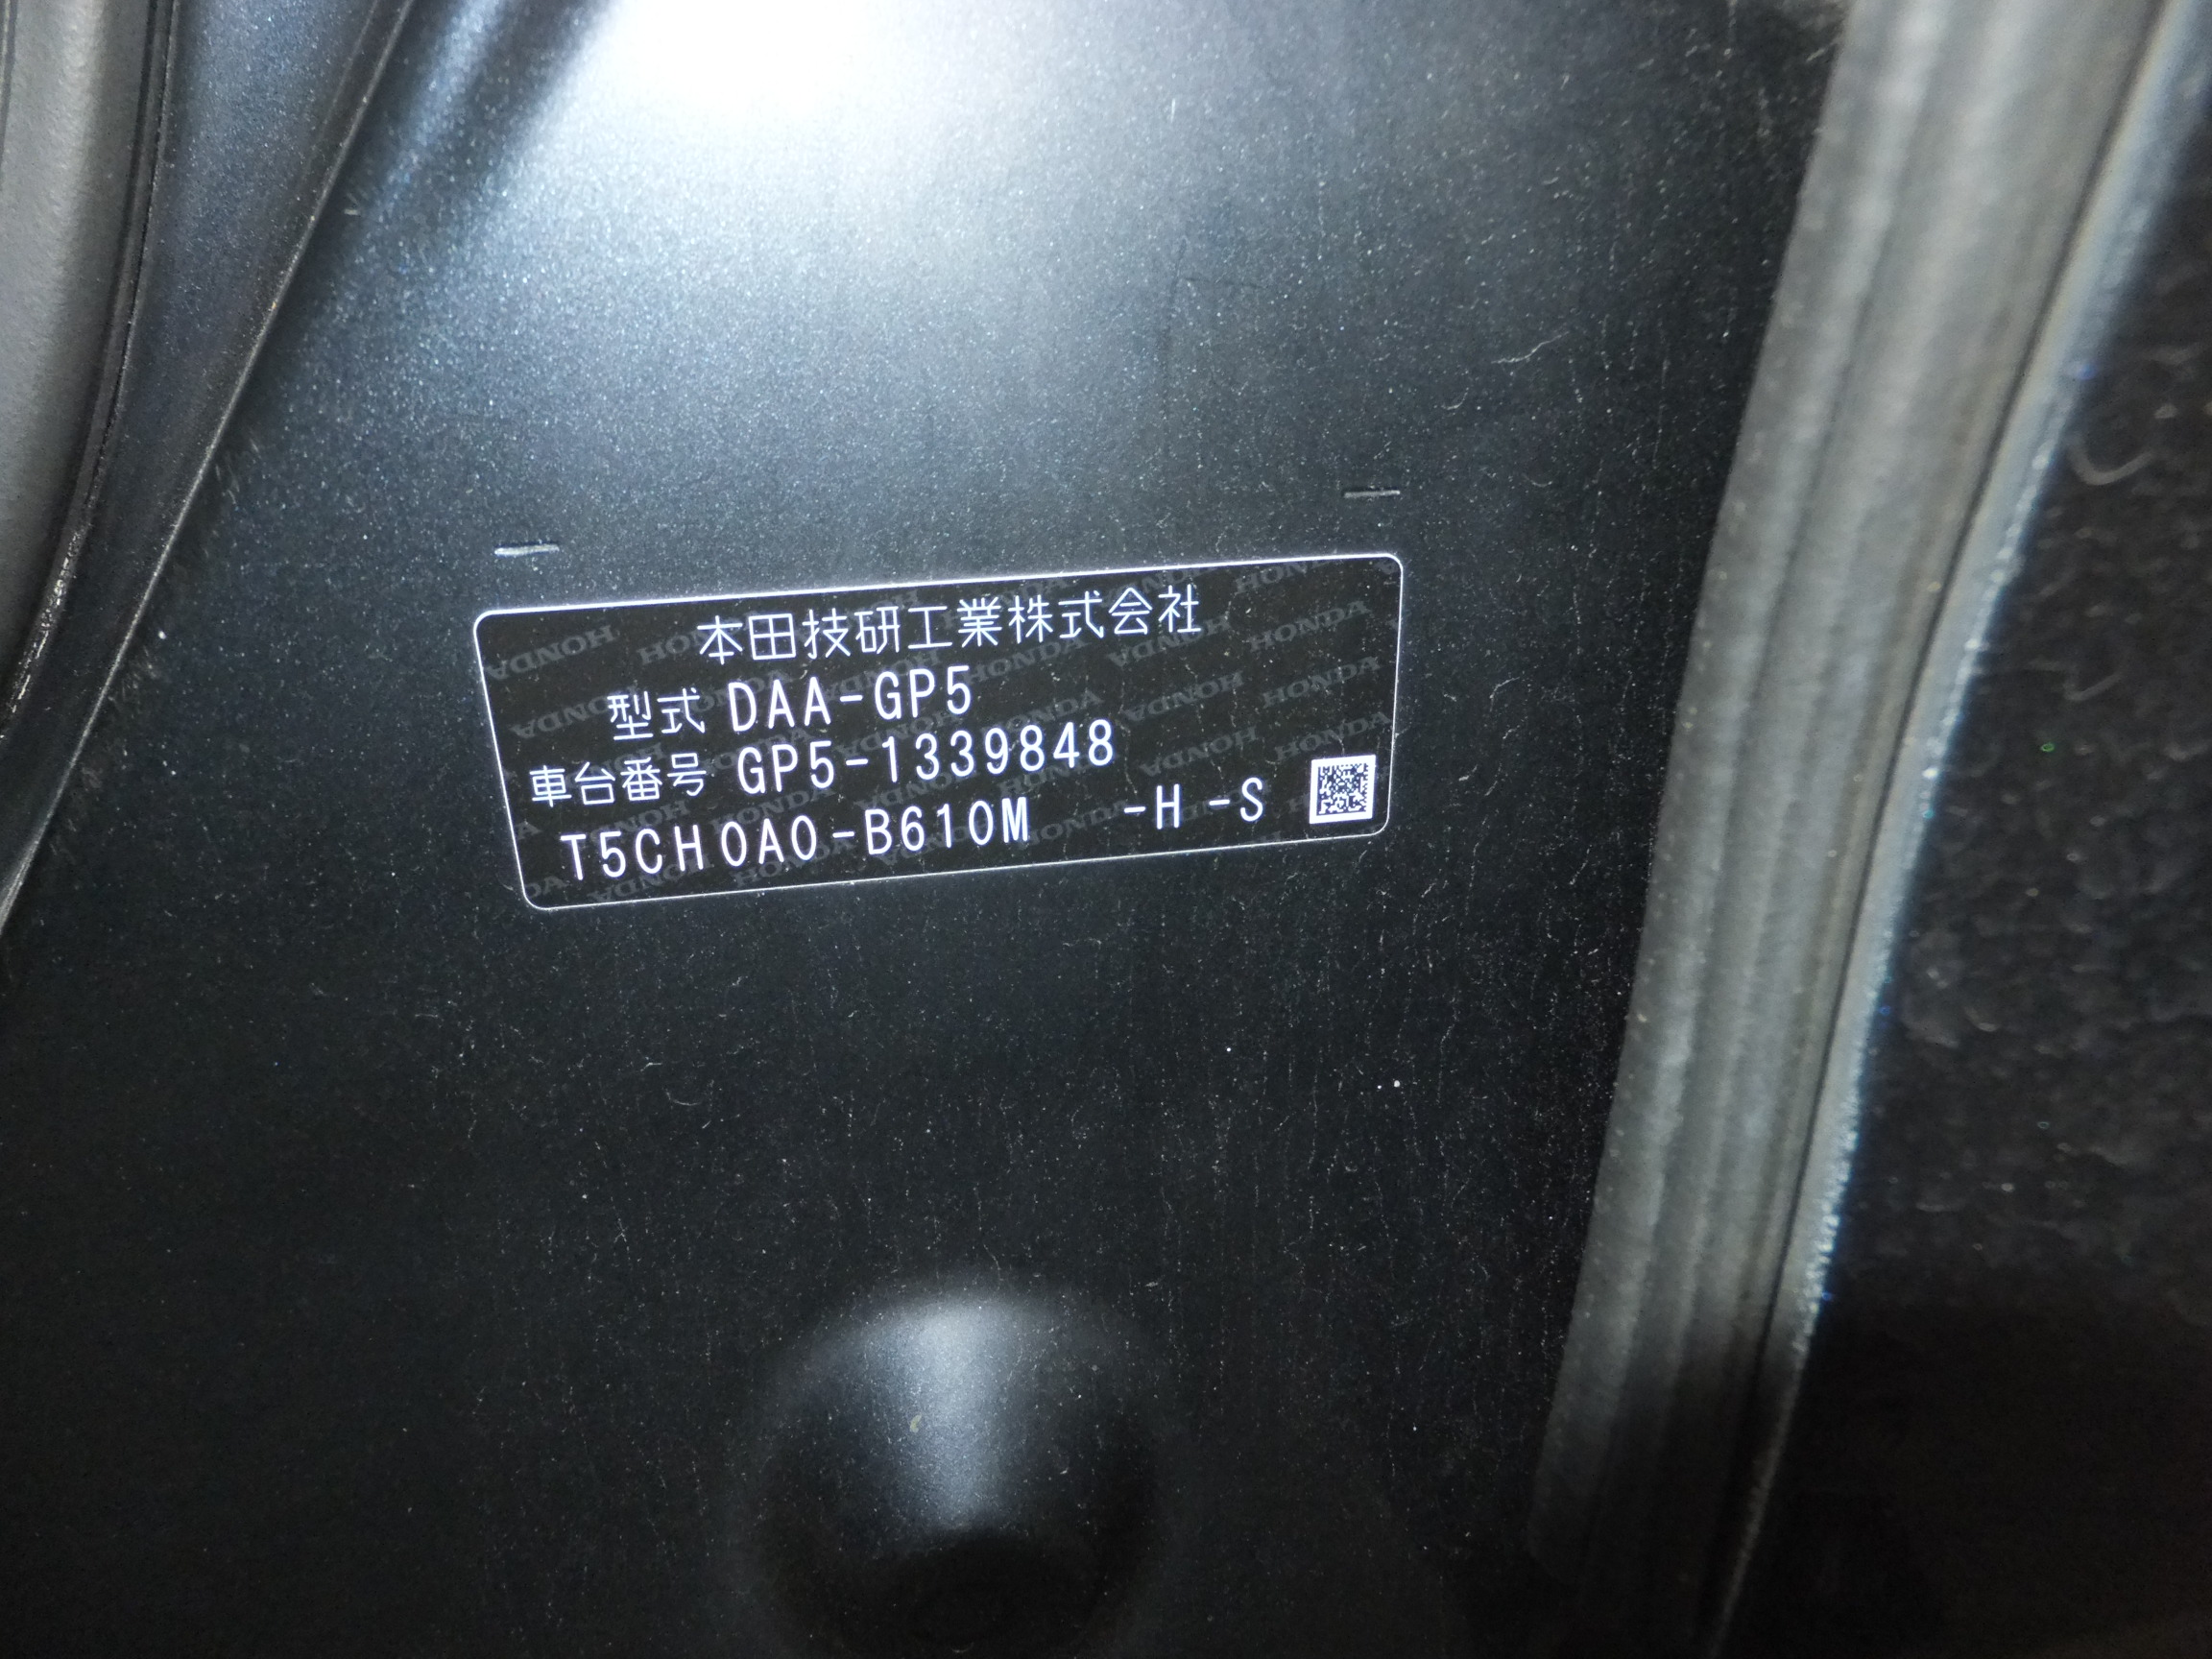 本田技研工業株式会社
型式 DAA-GP5
車台番号 GP5-1339848
T5CH0A0-B610M -H -S